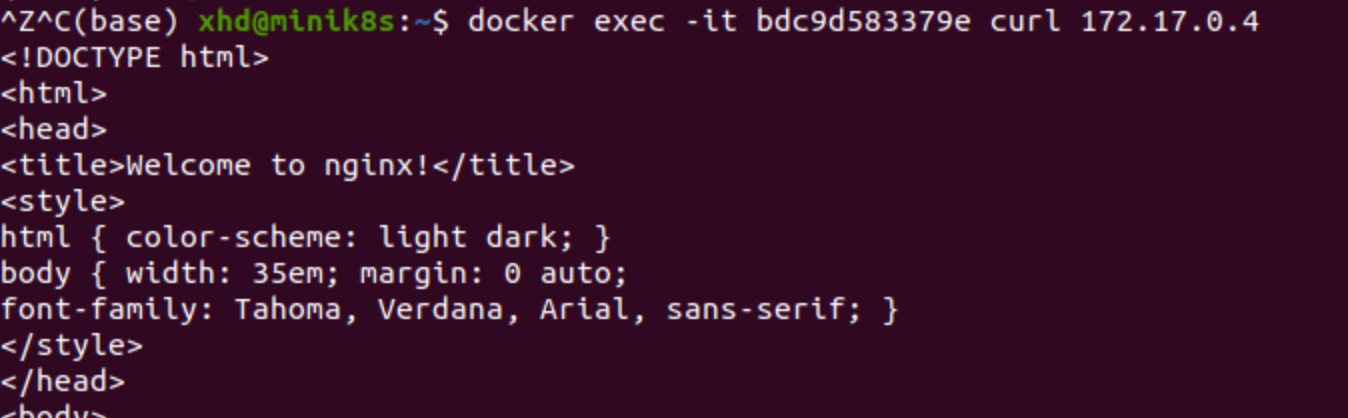 ^Z^C(base) xhd@minik8s:~$ docker exec -it bdc9d583379e curl 172.17.0.4
<!DOCTYPE html>
<html>
<head>
<title>Welcome to nginx!</title>
<style>
html { color-scheme: light dark; }
body { width: 35em; margin: 0 auto;
font-family: Tahoma, Verdana, Arial, sans-serif; }
</style>
</head>
<body>